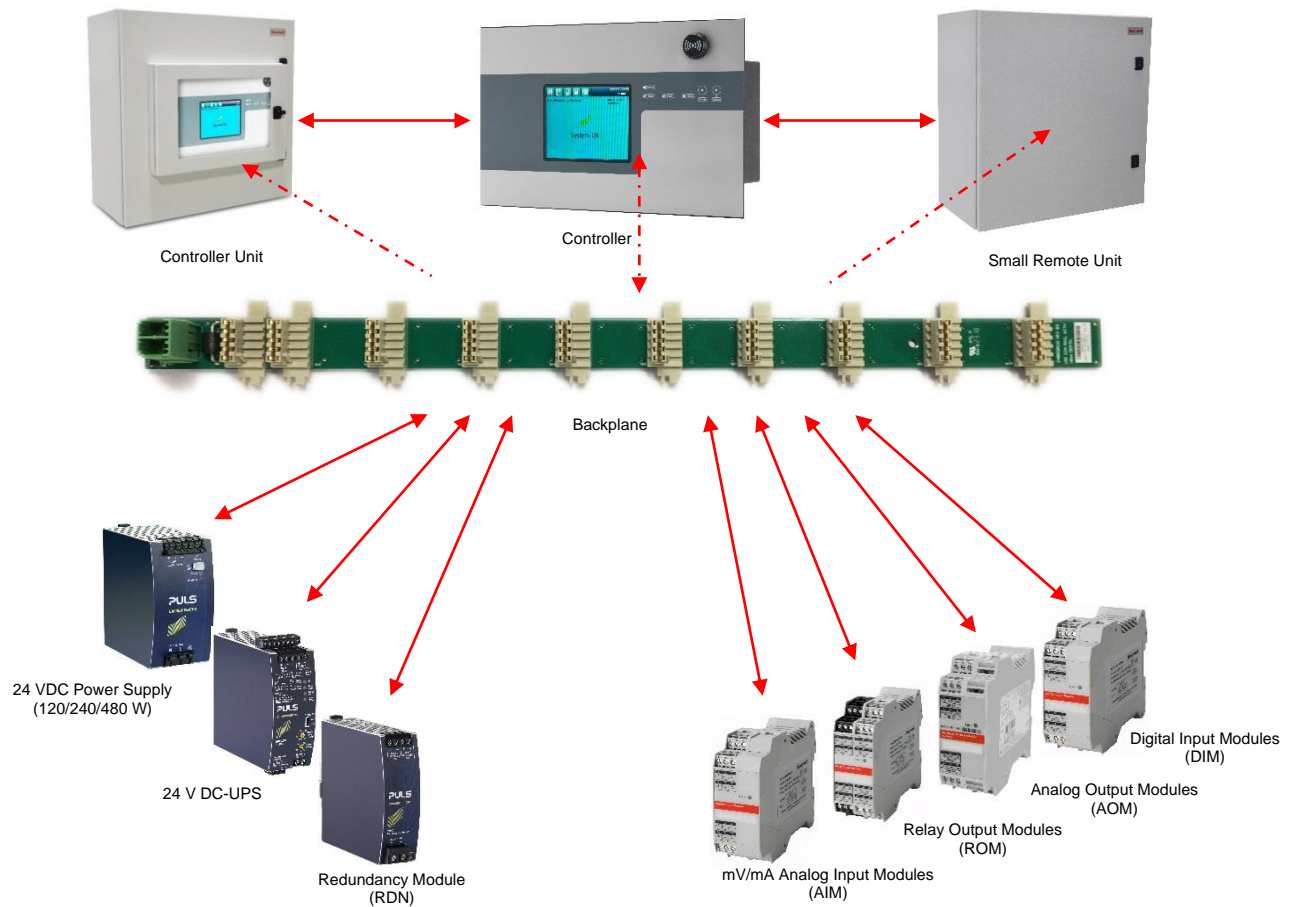 System OK
Controller Unit
Controller
Small Remote Unit
Backplane
PULS
24 VDC Power Supply
(120/240/480 W)
PULS
24 V DC-UPS
PULS
Redundancy Module
(RDN)
mV/mA Analog Input Modules
(AIM)
Relay Output Modules
(ROM)
Analog Output Modules
(AOM)
Digital Input Modules
(DIM)